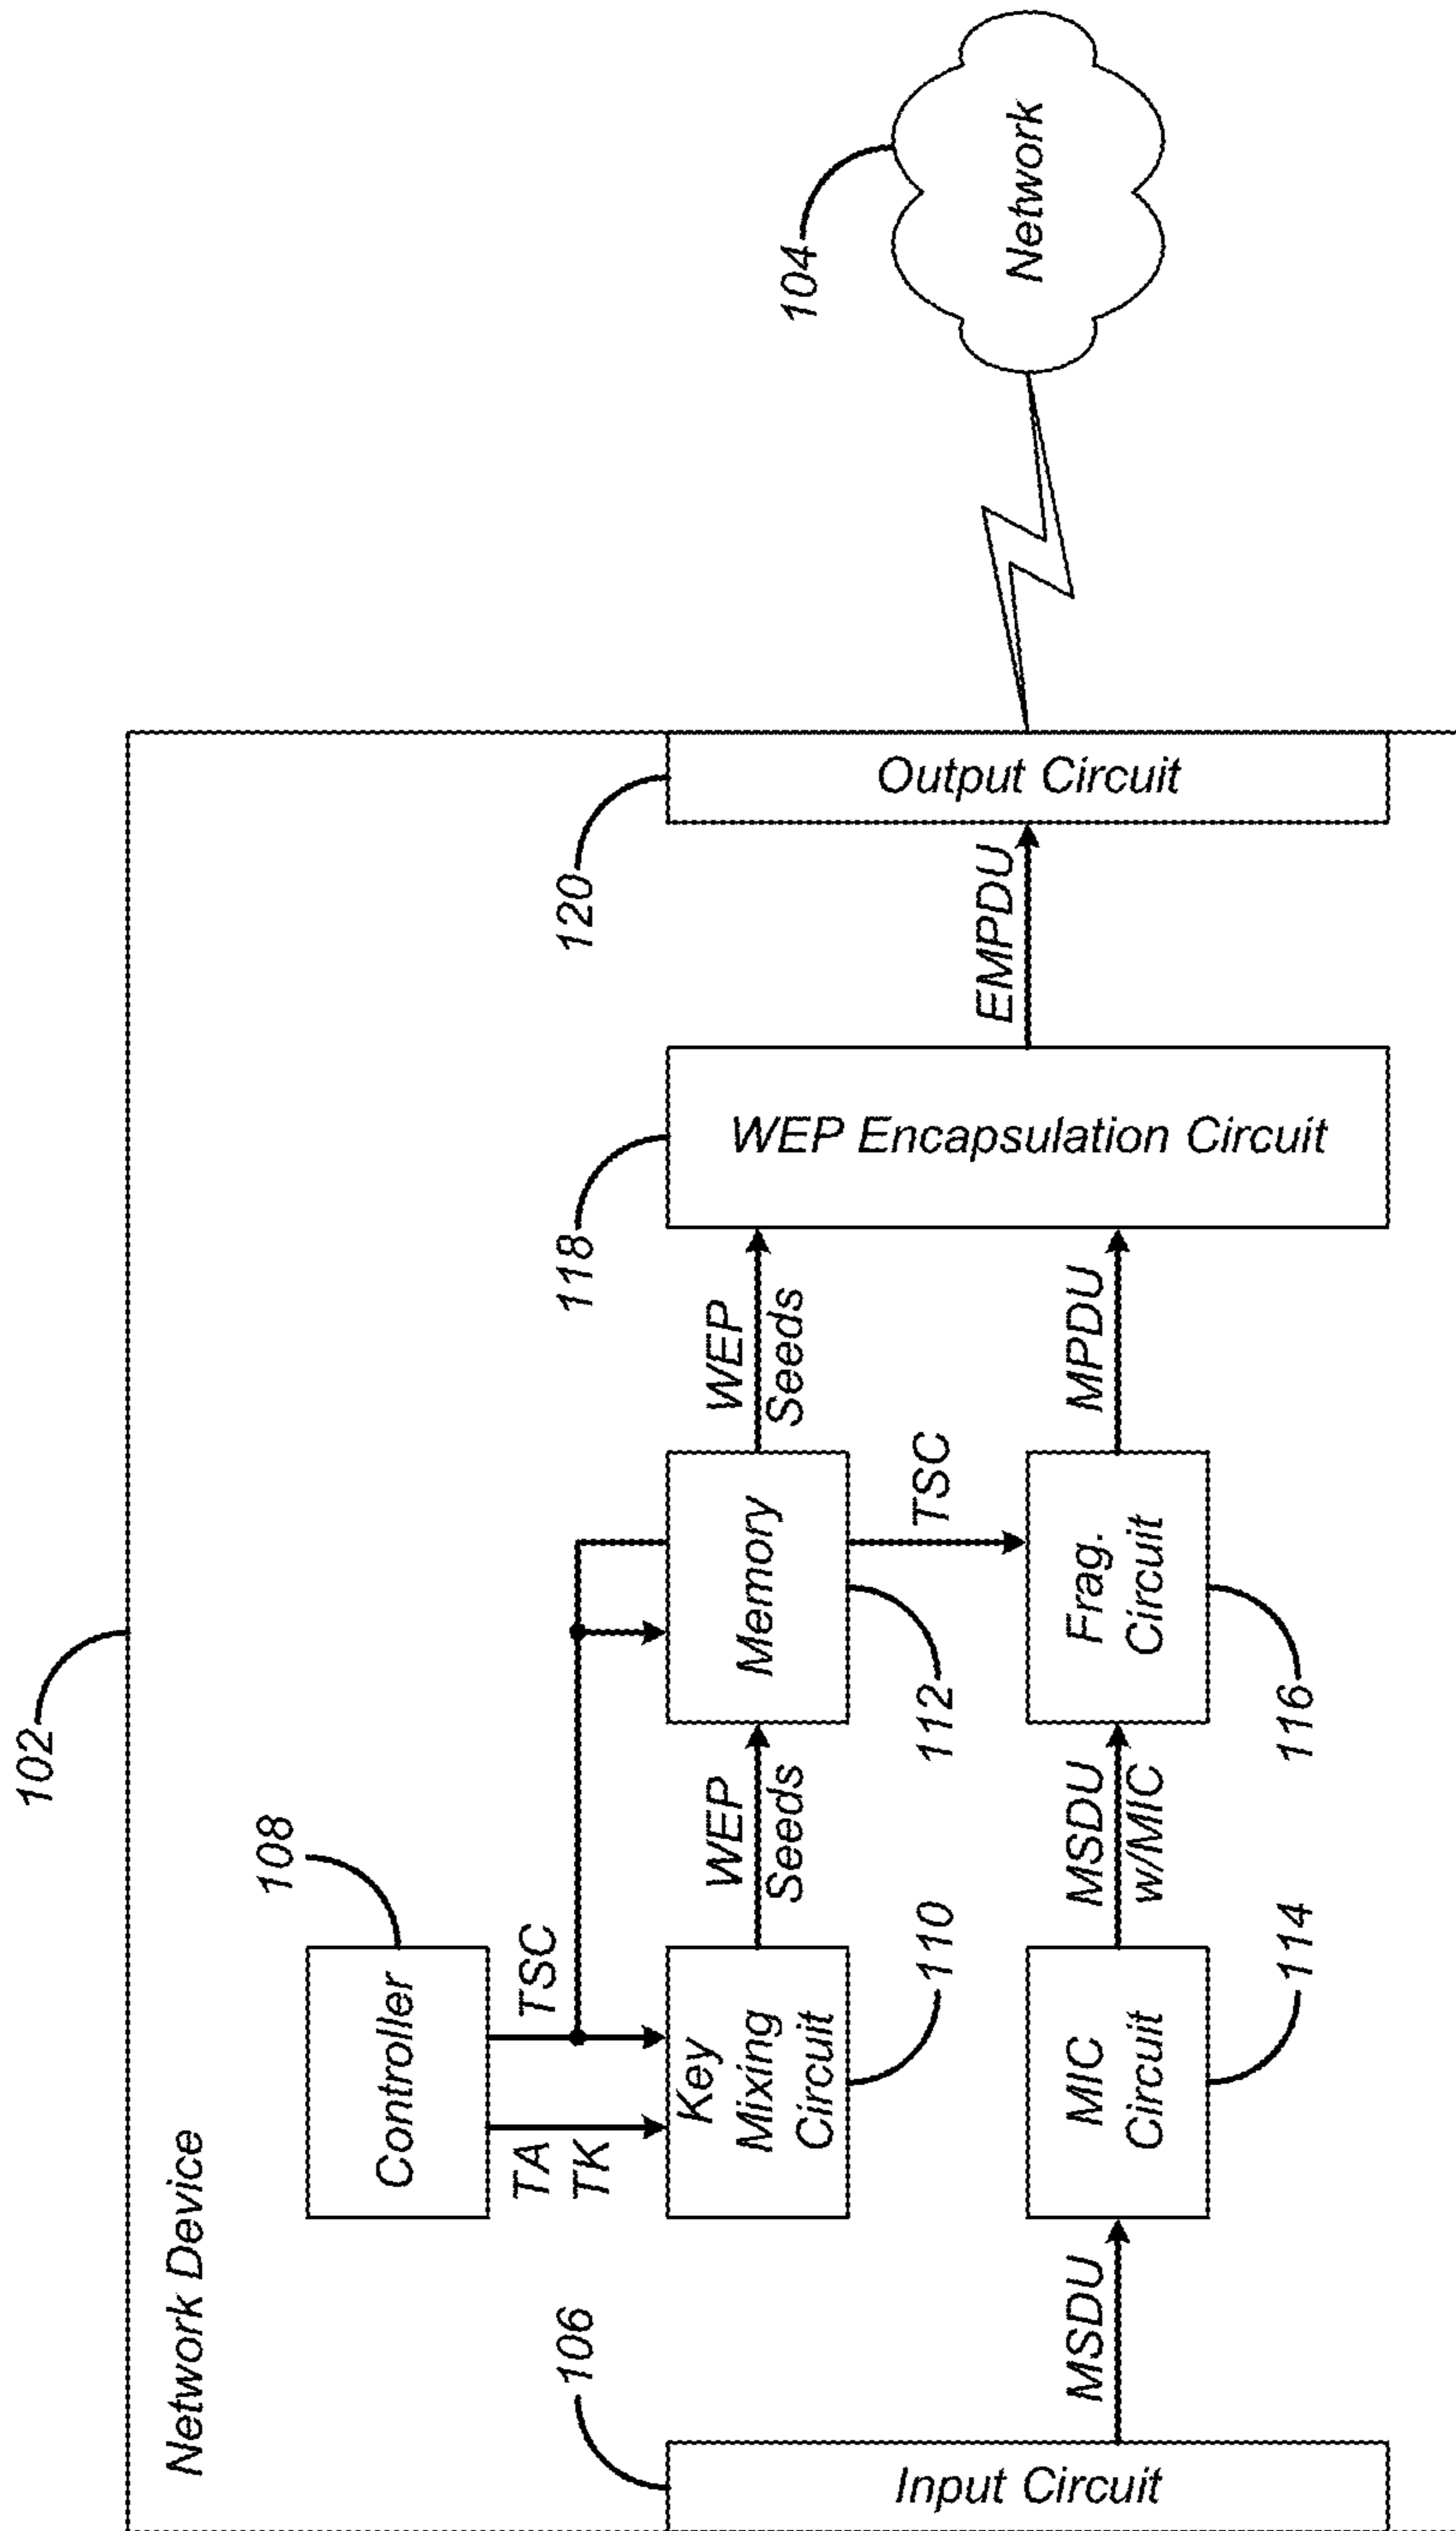 102
Network Device
108
Controller
TA
TK
TSC
106
Input Circuit
MSDU
Key
Mixing
Circuit
110
WEP
Seeds
Memory
112
WEP
Seeds
TSC
MIC
Circuit
114
MSDU
w/MIC
Frag.
Circuit
116
MPDU
118
WEP Encapsulation Circuit
EMPDU
120
Output Circuit
104
Network